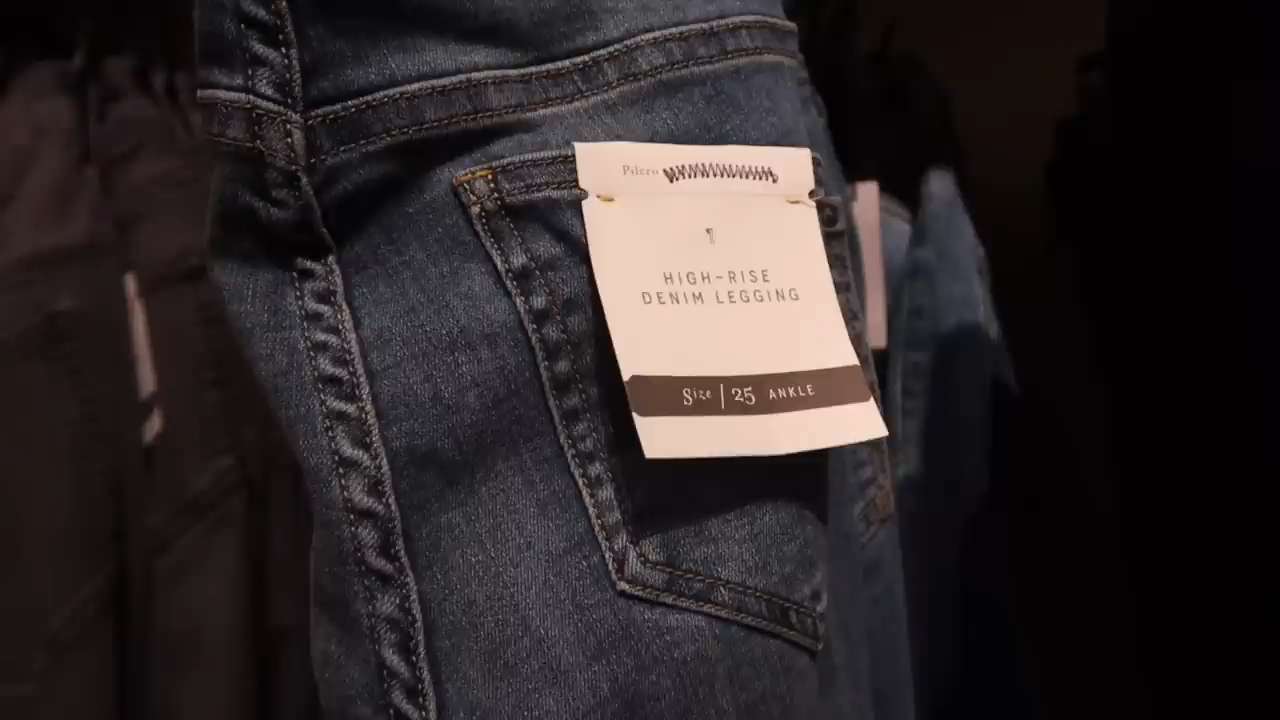 Pilcro
¶
HIGH-RISE
DENIM LEGGING
Size | 25 ANKLE